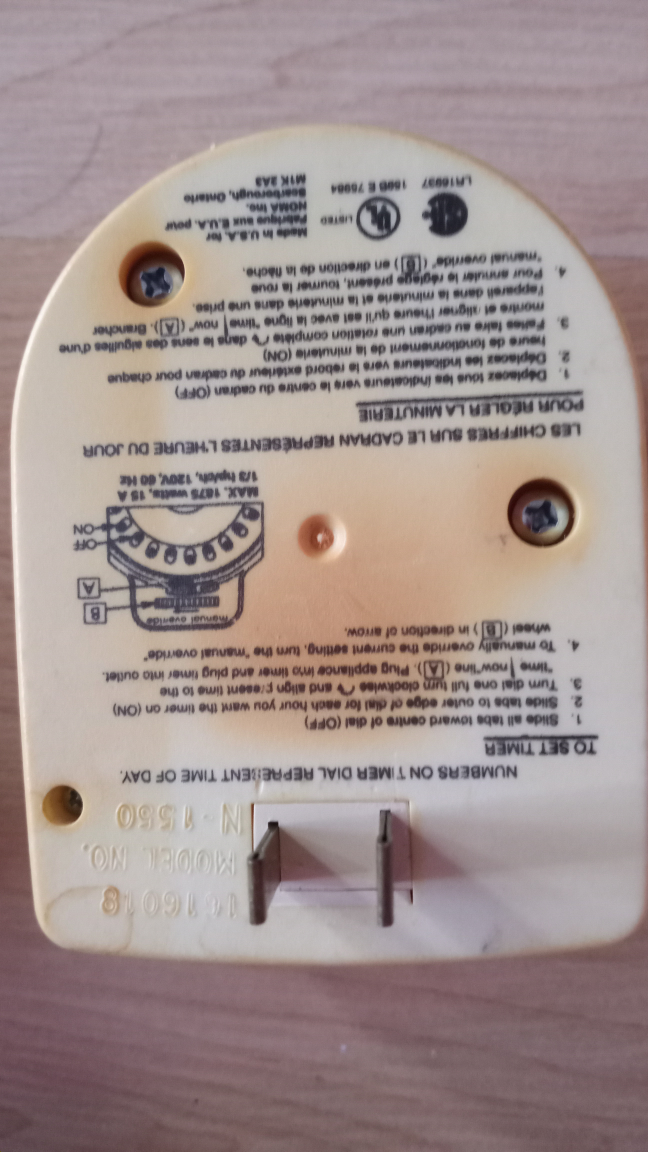 MODEL NO.
N-1550
NUMBERS ON TIMER DIAL REPRESENT TIME OF DAY.
TO SET TIMER
1. Slide all tabs toward centre of dial (OFF)
2. Slide tabs to outer edge of dial for each hour you want the timer on (ON)
3. Turn dial one full turn clockwise and align present time to the
"time now"line ( A ). Plug appliance into timer and plug timer into outlet.
4. To manually override the current setting, turn the "manual override"
wheel ( B ) in direction of arrow.
manual override
B
A
OFF
ON
MAX. 1875 watts, 15 A
1/3 hp/ch, 120V, 60 Hz
LES CHIFFRES SUR LE CADRAN REPRÉSENTES L'HEURE DU JOUR
POUR RÉGLER LA MINUTERIE
1. Déplacez tous les indicateurs vers le centre du cadran (OFF)
2. Déplacez les indicateurs vers le rebord extérieur du cadran pour chaque
heure de fonctionnement de la minuterie (ON)
3. Faites faire au cadran une rotation complète dans le sens des aiguilles d'une
montre et aligner l'heure qu'il est avec la ligne "time now" ( A ). Brancher
l'appareil dans la minuterie et la minuterie dans une prise.
4. Pour annuler le réglage présent, tourner la roue
"manual override" ( B ) en direction de la flèche.
LR16937
UL
LISTED
159B E 75984
Made in U.S.A. for
Fabriqué aux E.U.A. pour
NOMA Inc.
Scarborough, Ontario
M1K 3A3